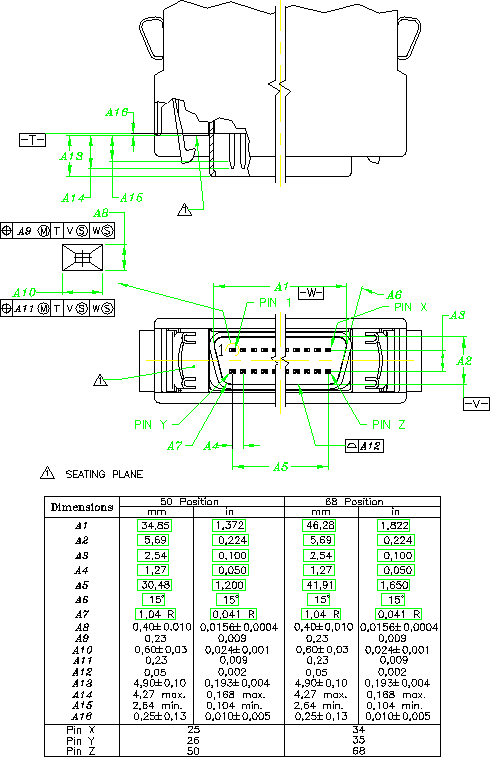 A16
-T-
A13
A14
A15
1
A8
⌖ A9 Ⓜ T V Ⓢ W Ⓢ
A10
⌖ A11 Ⓜ T V Ⓢ W Ⓢ
A1
-W-
A6
PIN 1
PIN X
A3
1
A2
1
-V-
PIN Y
PIN Z
A7
A4
⌓ A12
A5
1 SEATING PLANE
Dimensions 50 Position 68 Position
mm in mm in
A1 34,85 1,372 46,28 1,822
A2 5,69 0,224 5,69 0,224
A3 2,54 0,100 2,54 0,100
A4 1,27 0,050 1,27 0,050
A5 30,48 1,200 41,91 1,650
A6 15° 15° 15° 15°
A7 1,04 R 0,041 R 1,04 R 0,041 R
A8 0,40±0,010 0,0156±0,0004 0,40±0,010 0,0156±0,0004
A9 0,23 0,009 0,23 0,009
A10 0,60±0,03 0,024±0,001 0,60±0,03 0,024±0,001
A11 0,23 0,009 0,23 0,009
A12 0,05 0,002 0,05 0,002
A13 4,90±0,10 0,193±0,004 4,90±0,10 0,193±0,004
A14 4,27 max. 0,168 max. 4,27 max. 0,168 max.
A15 2,64 min. 0,104 min. 2,64 min. 0,104 min.
A16 0,25±0,13 0,010±0,005 0,25±0,13 0,010±0,005
Pin X 25 34
Pin Y 26 35
Pin Z 50 68